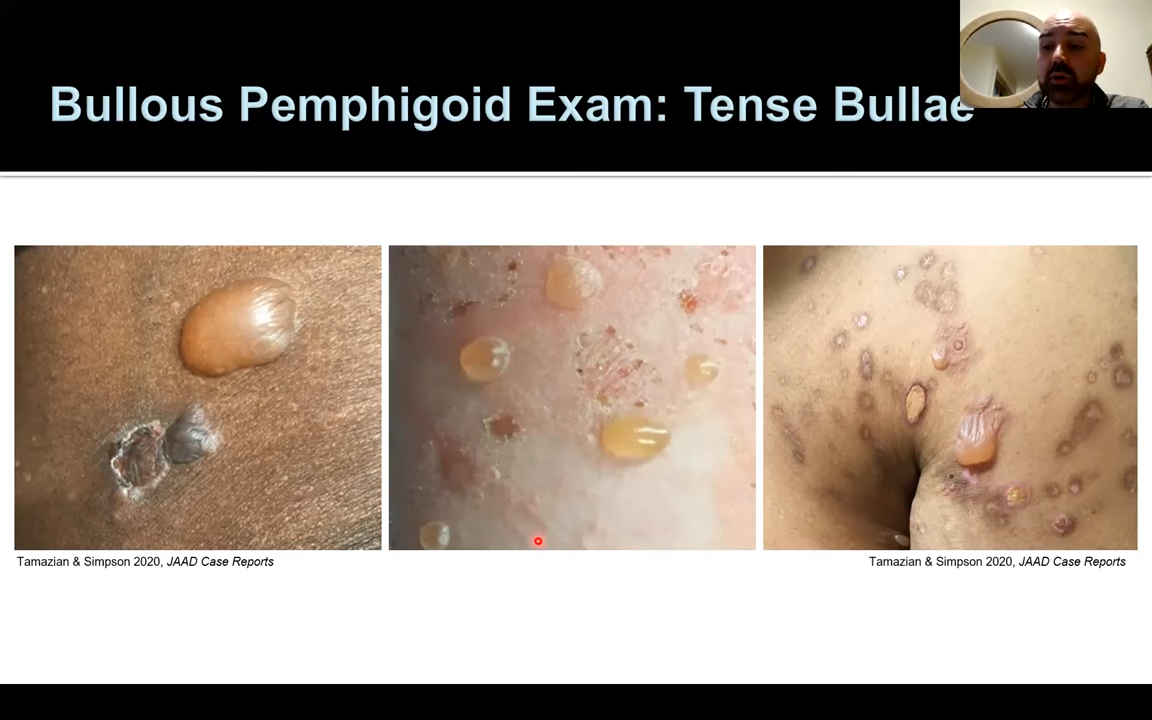 Bullous Pemphigoid Exam: Tense Bullae
Tamazian & Simpson 2020, JAAD Case Reports
Tamazian & Simpson 2020, JAAD Case Reports